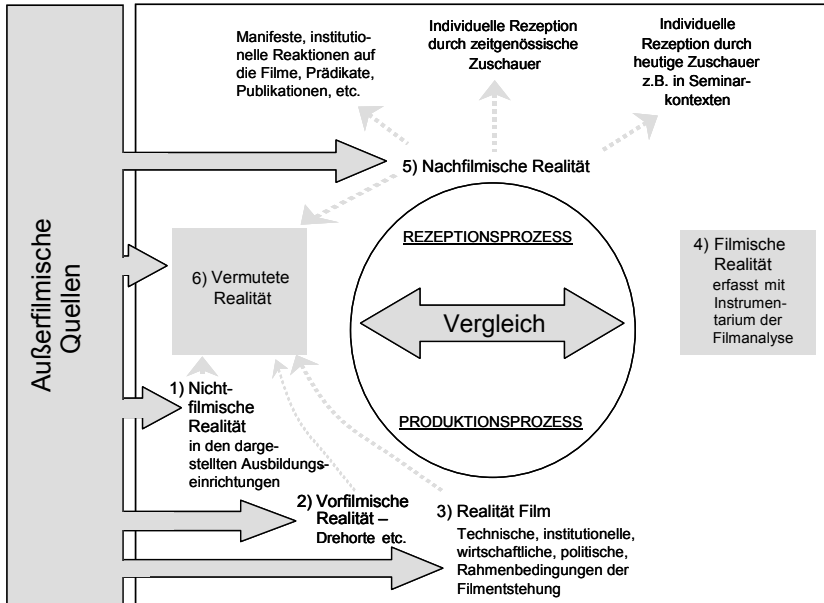 Außerfilmische
Quellen
Manifeste, institutio-
nelle Reaktionen auf
die Filme, Prädikate,
Publikationen, etc.
Individuelle Rezeption
durch zeitgenössische
Zuschauer
Individuelle
Rezeption durch
heutige Zuschauer
z.B. in Seminar-
kontexten
5) Nachfilmische Realität
REZEPTIONSPROZESS
6) Vermutete
Realität
Vergleich
4) Filmische
Realität
erfasst mit
Instrumen-
tarium der
Filmanalyse
1) Nicht-
filmische
Realität
in den darge-
stellten Ausbildungs-
einrichtungen
PRODUKTIONSPROZESS
2) Vorfilmische
Realität –
Drehorte etc.
3) Realität Film
Technische, institutionelle,
wirtschaftliche, politische,
Rahmenbedingungen der
Filmentstehung